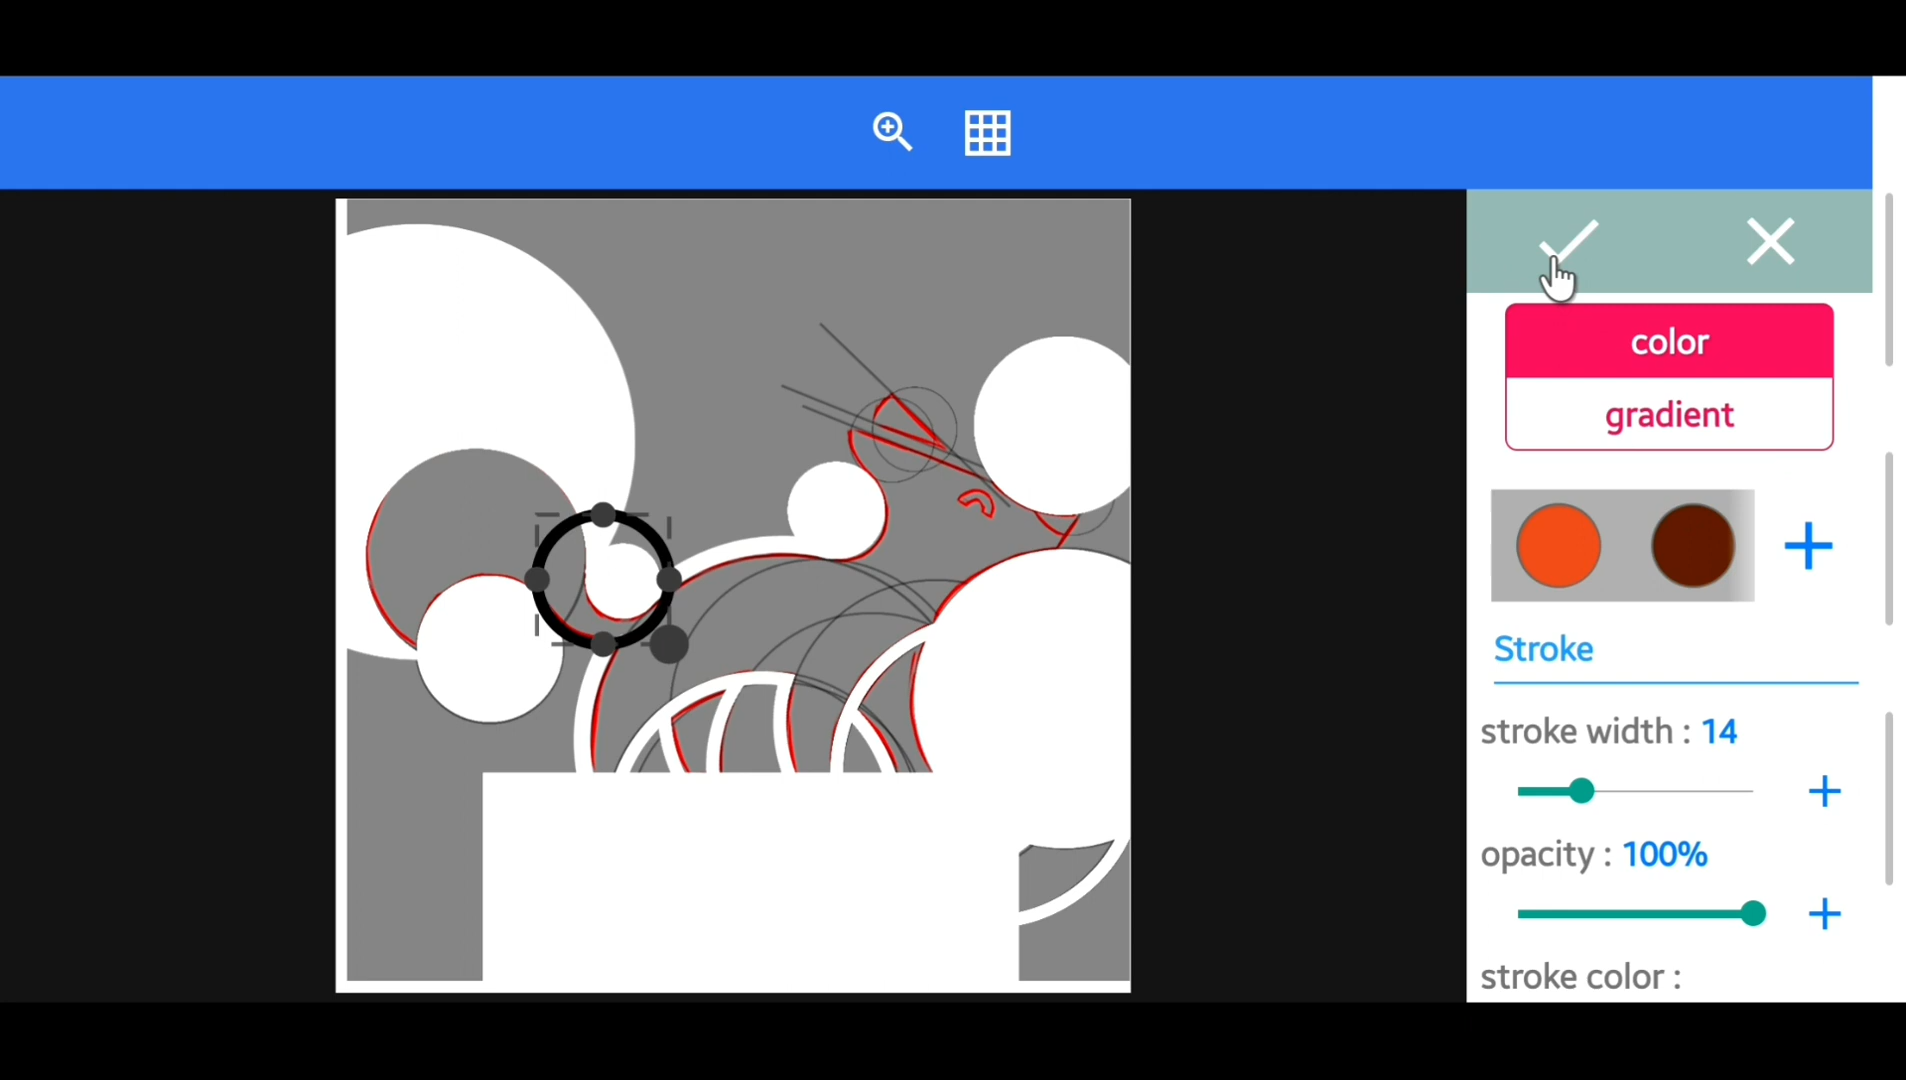 color
gradient
Stroke
stroke width : 14
opacity : 100%
stroke color :